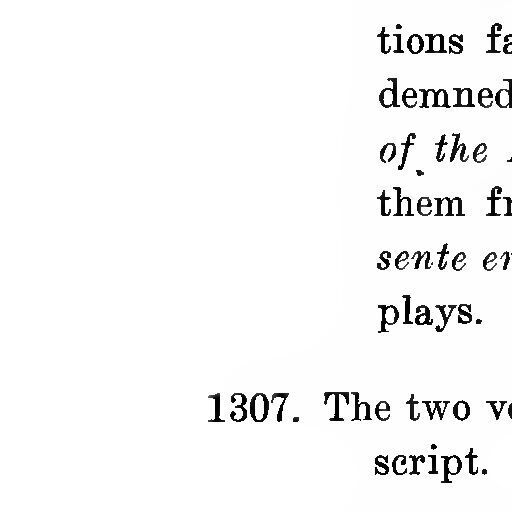 tions fa
demned
of the
them fr
sente en
plays.
1307. The two vo
script.